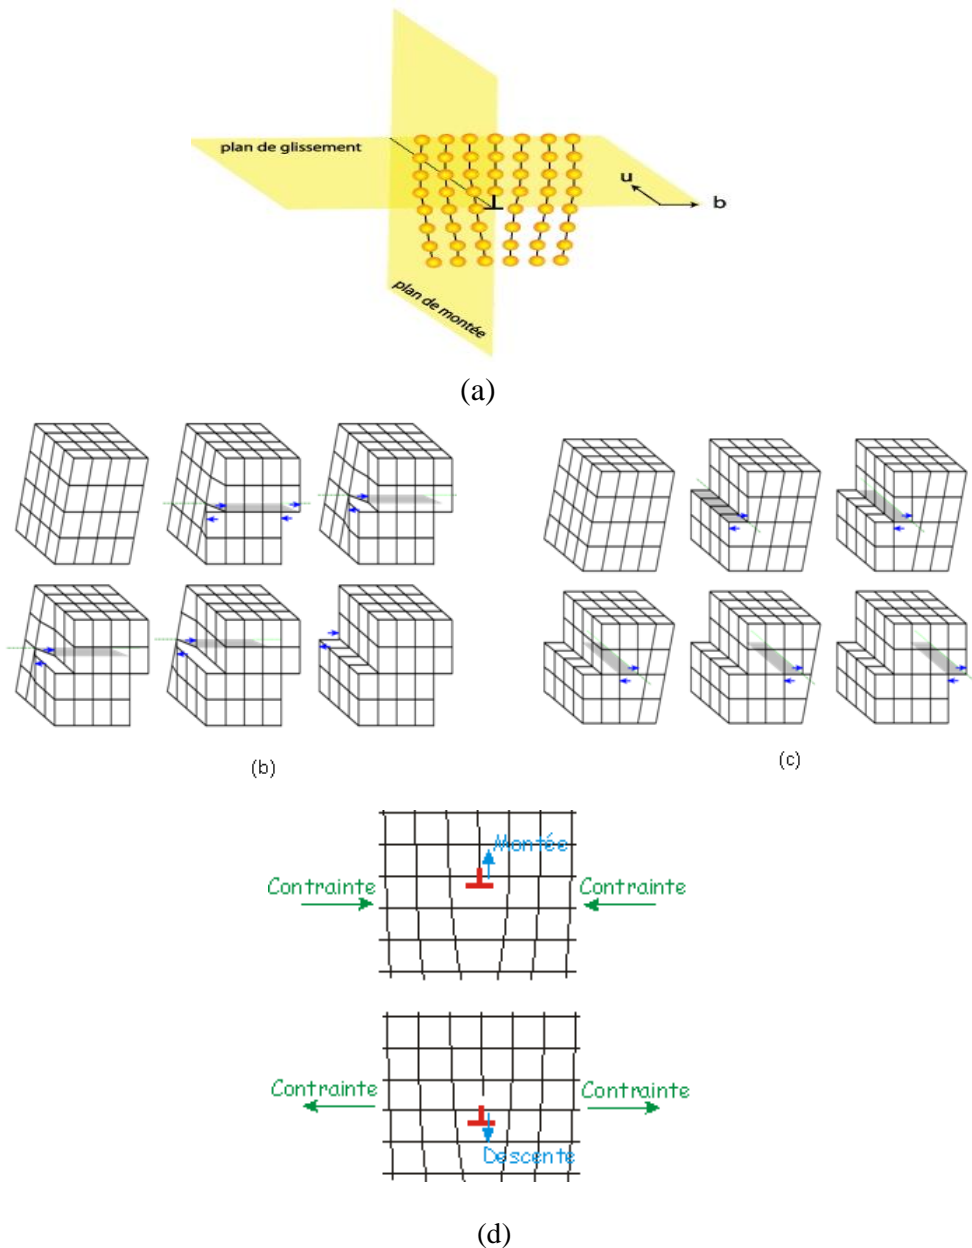 plan de glissement
u
b
plan de montée
(a)
(b)
(c)
Montée
Contrainte Contrainte
Contrainte Contrainte
Descente
(d)